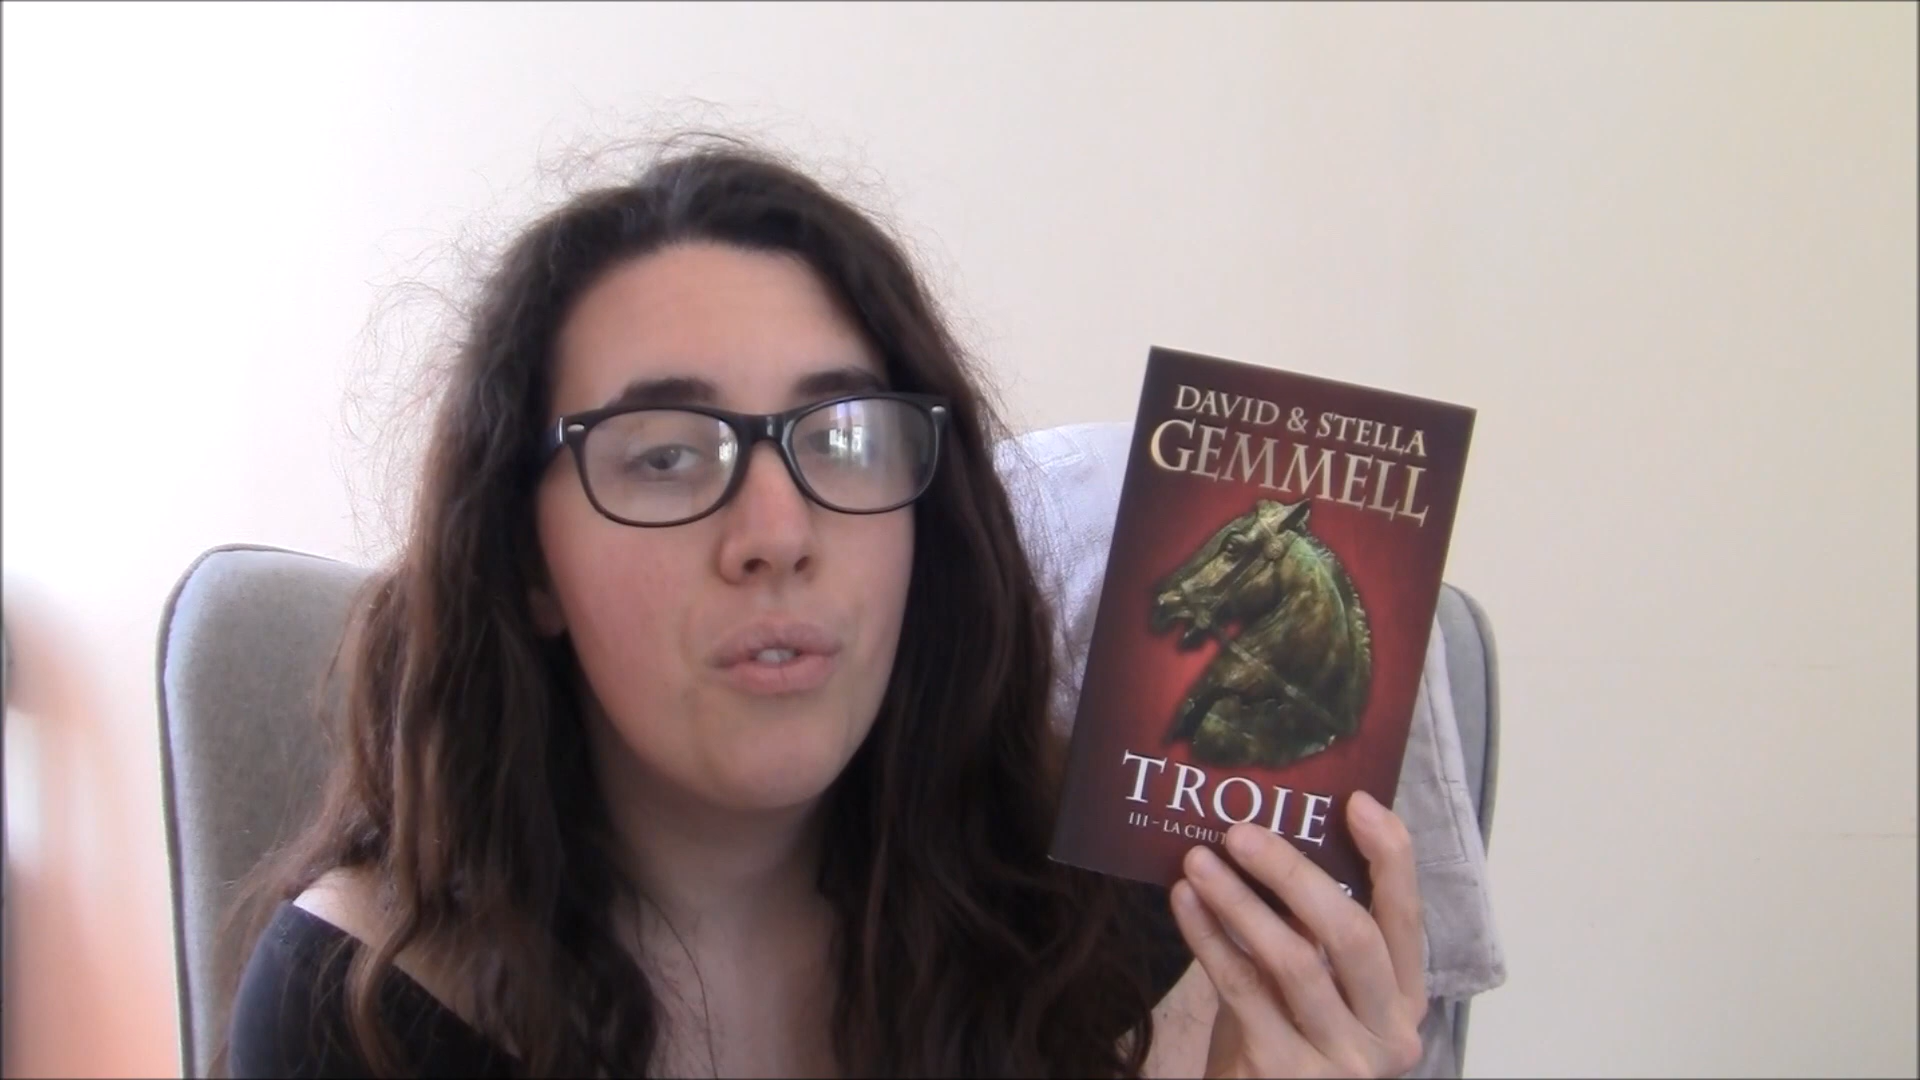 DAVID & STELLA
GEMMELL
TROIE
III - LA CHUT